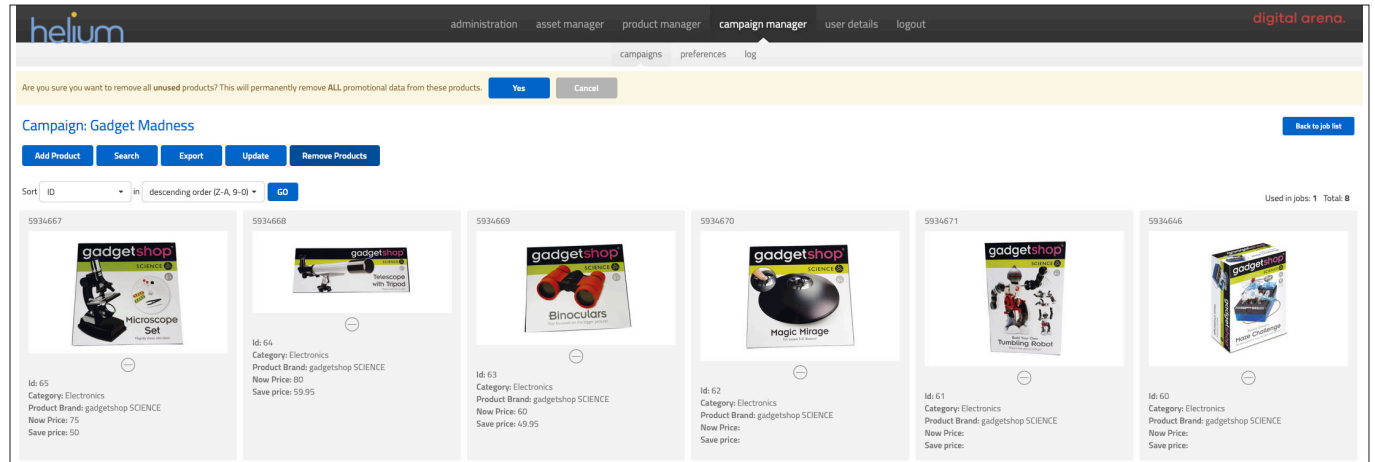 helium
administration asset manager product manager campaign manager user details logout
digital arena.
campaigns preferences log
Are you sure you want to remove all unused products? This will permanently remove ALL promotional data from these products. Yes Cancel
Campaign: Gadget Madness
Back to job list
Add Product Search Export Update Remove Products
Sort ID in descending order (Z-A, 9-0) GO
Used in jobs: 1 Total: 8
5934667
gadgetshop
SCIENCE
Microscope
Set
Id: 65
Category: Electronics
Product Brand: gadgetshop SCIENCE
Now Price: 75
Save price: 50
5934668
gadgetshop
SCIENCE
Telescope
with Tripod
Id: 64
Category: Electronics
Product Brand: gadgetshop SCIENCE
Now Price: 80
Save price: 59.95
5934669
gadgetshop
SCIENCE
Binoculars
Id: 63
Category: Electronics
Product Brand: gadgetshop SCIENCE
Now Price: 60
Save price: 49.95
5934670
gadgetshop
SCIENCE
Magic Mirage
Id: 62
Category: Electronics
Product Brand: gadgetshop SCIENCE
Now Price:
Save price:
5934671
gadgetshop
SCIENCE
Build Your Own
Tumbling Robot
Id: 61
Category: Electronics
Product Brand: gadgetshop SCIENCE
Now Price:
Save price:
5934646
gadgetshop
SCIENCE
Maze Challenge
Id: 60
Category: Electronics
Product Brand: gadgetshop SCIENCE
Now Price:
Save price: